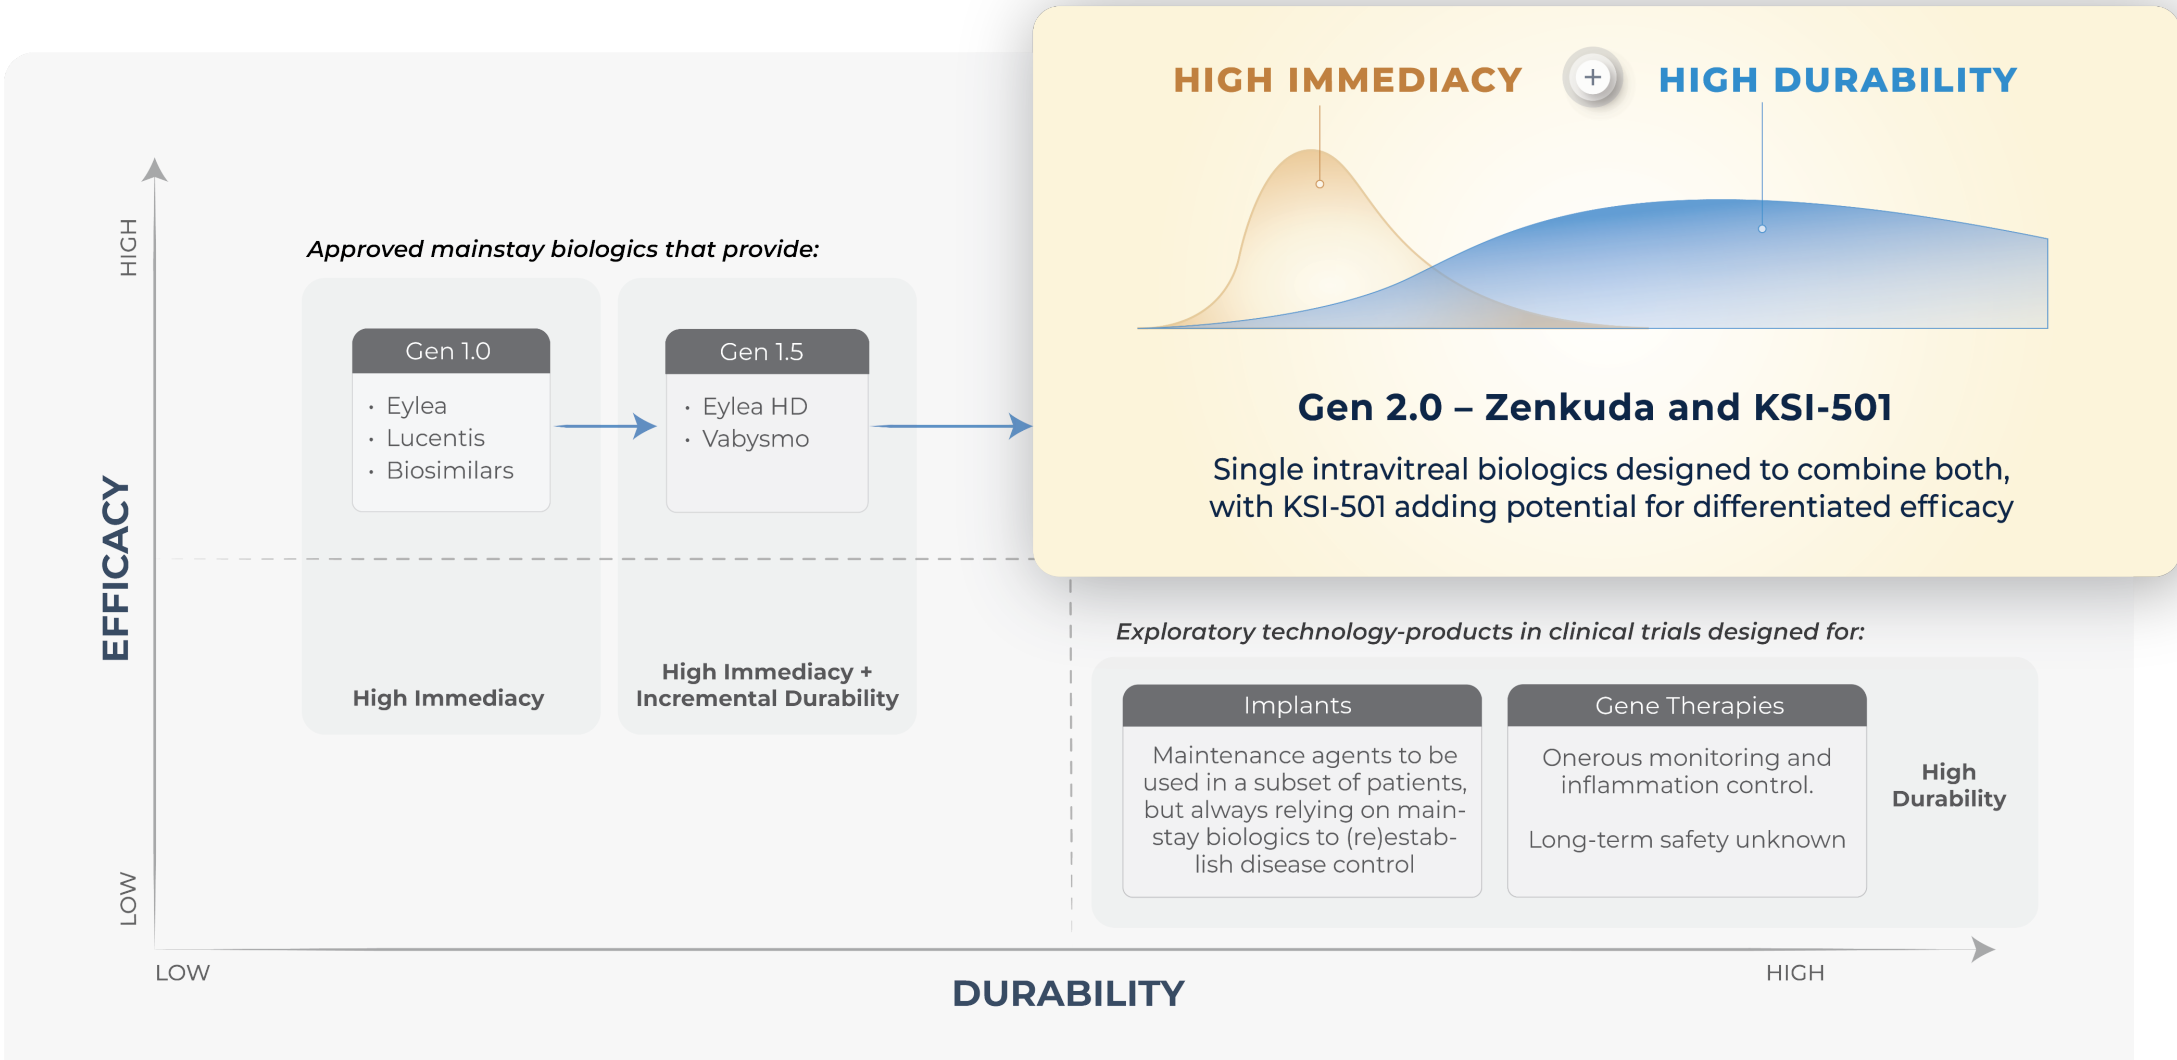 HIGH IMMEDIACY + HIGH DURABILITY
Gen 2.0 – Zenkuda and KSI-501
Single intravitreal biologics designed to combine both,
with KSI-501 adding potential for differentiated efficacy
Approved mainstay biologics that provide:
Gen 1.0
• Eylea
• Lucentis
• Biosimilars
High Immediacy
Gen 1.5
• Eylea HD
• Vabysmo
High Immediacy +
Incremental Durability
Exploratory technology-products in clinical trials designed for:
Implants
Maintenance agents to be
used in a subset of patients,
but always relying on main-
stay biologics to (re)estab-
lish disease control
Gene Therapies
Onerous monitoring and
inflammation control.
Long-term safety unknown
High
Durability
HIGH
EFFICACY
LOW
LOW
DURABILITY
HIGH